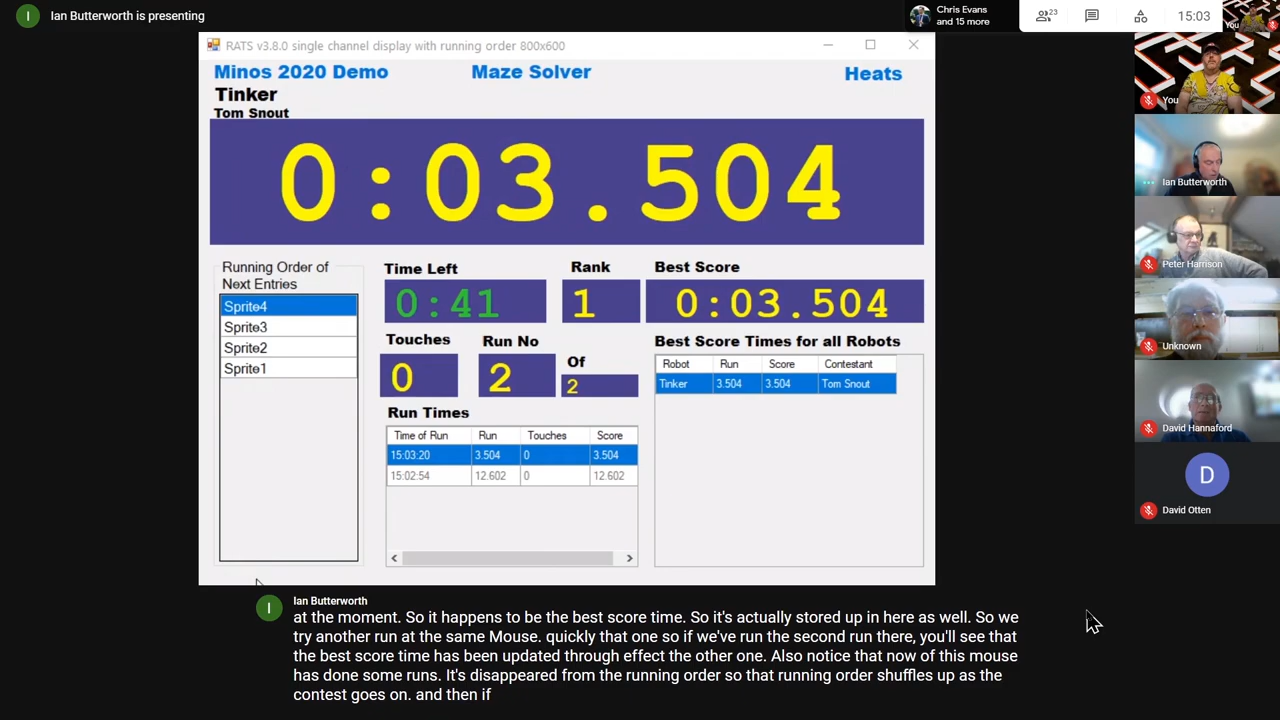 I Ian Butterworth is presenting
Chris Evans
and 15 more
23
15:03
You
RATS v3.8.0 single channel display with running order 800x600
Minos 2020 Demo Maze Solver Heats
Tinker
Tom Snout
0:03.504
Running Order of
Next Entries
Sprite4
Sprite3
Sprite2
Sprite1
Time Left Rank Best Score
0:41 1 0:03.504
Touches Run No Of
0 2 2
Run Times
Time of Run Run Touches Score
15:03:20 3.504 0 3.504
15:02:54 12.602 0 12.602
Best Score Times for all Robots
Robot Run Score Contestant
Tinker 3.504 3.504 Tom Snout
You
Ian Butterworth
Peter Harrison
Unknown
David Hannaford
D
David Otten
I Ian Butterworth
at the moment. So it happens to be the best score time. So it's actually stored up in here as well. So we
try another run at the same Mouse. quickly that one so if we've run the second run there, you'll see that
the best score time has been updated through effect the other one. Also notice that now of this mouse
has done some runs. It's disappeared from the running order so that running order shuffles up as the
contest goes on. and then if